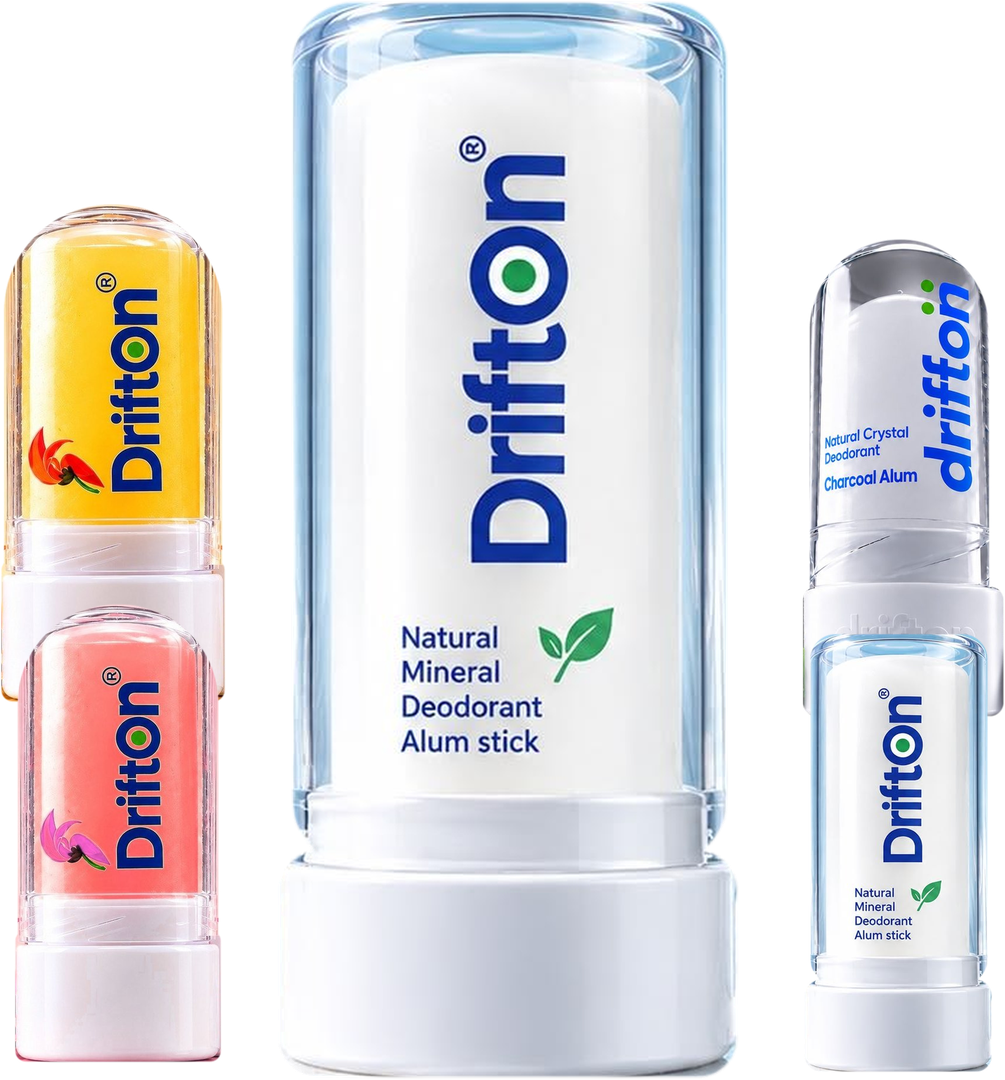 Drifton®
Drifton®
Drifton®
Natural
Mineral
Deodorant
Alum stick
drifton
Natural Crystal
Deodorant
Charcoal Alum
drifton
Drifton®
Natural
Mineral
Deodorant
Alum stick